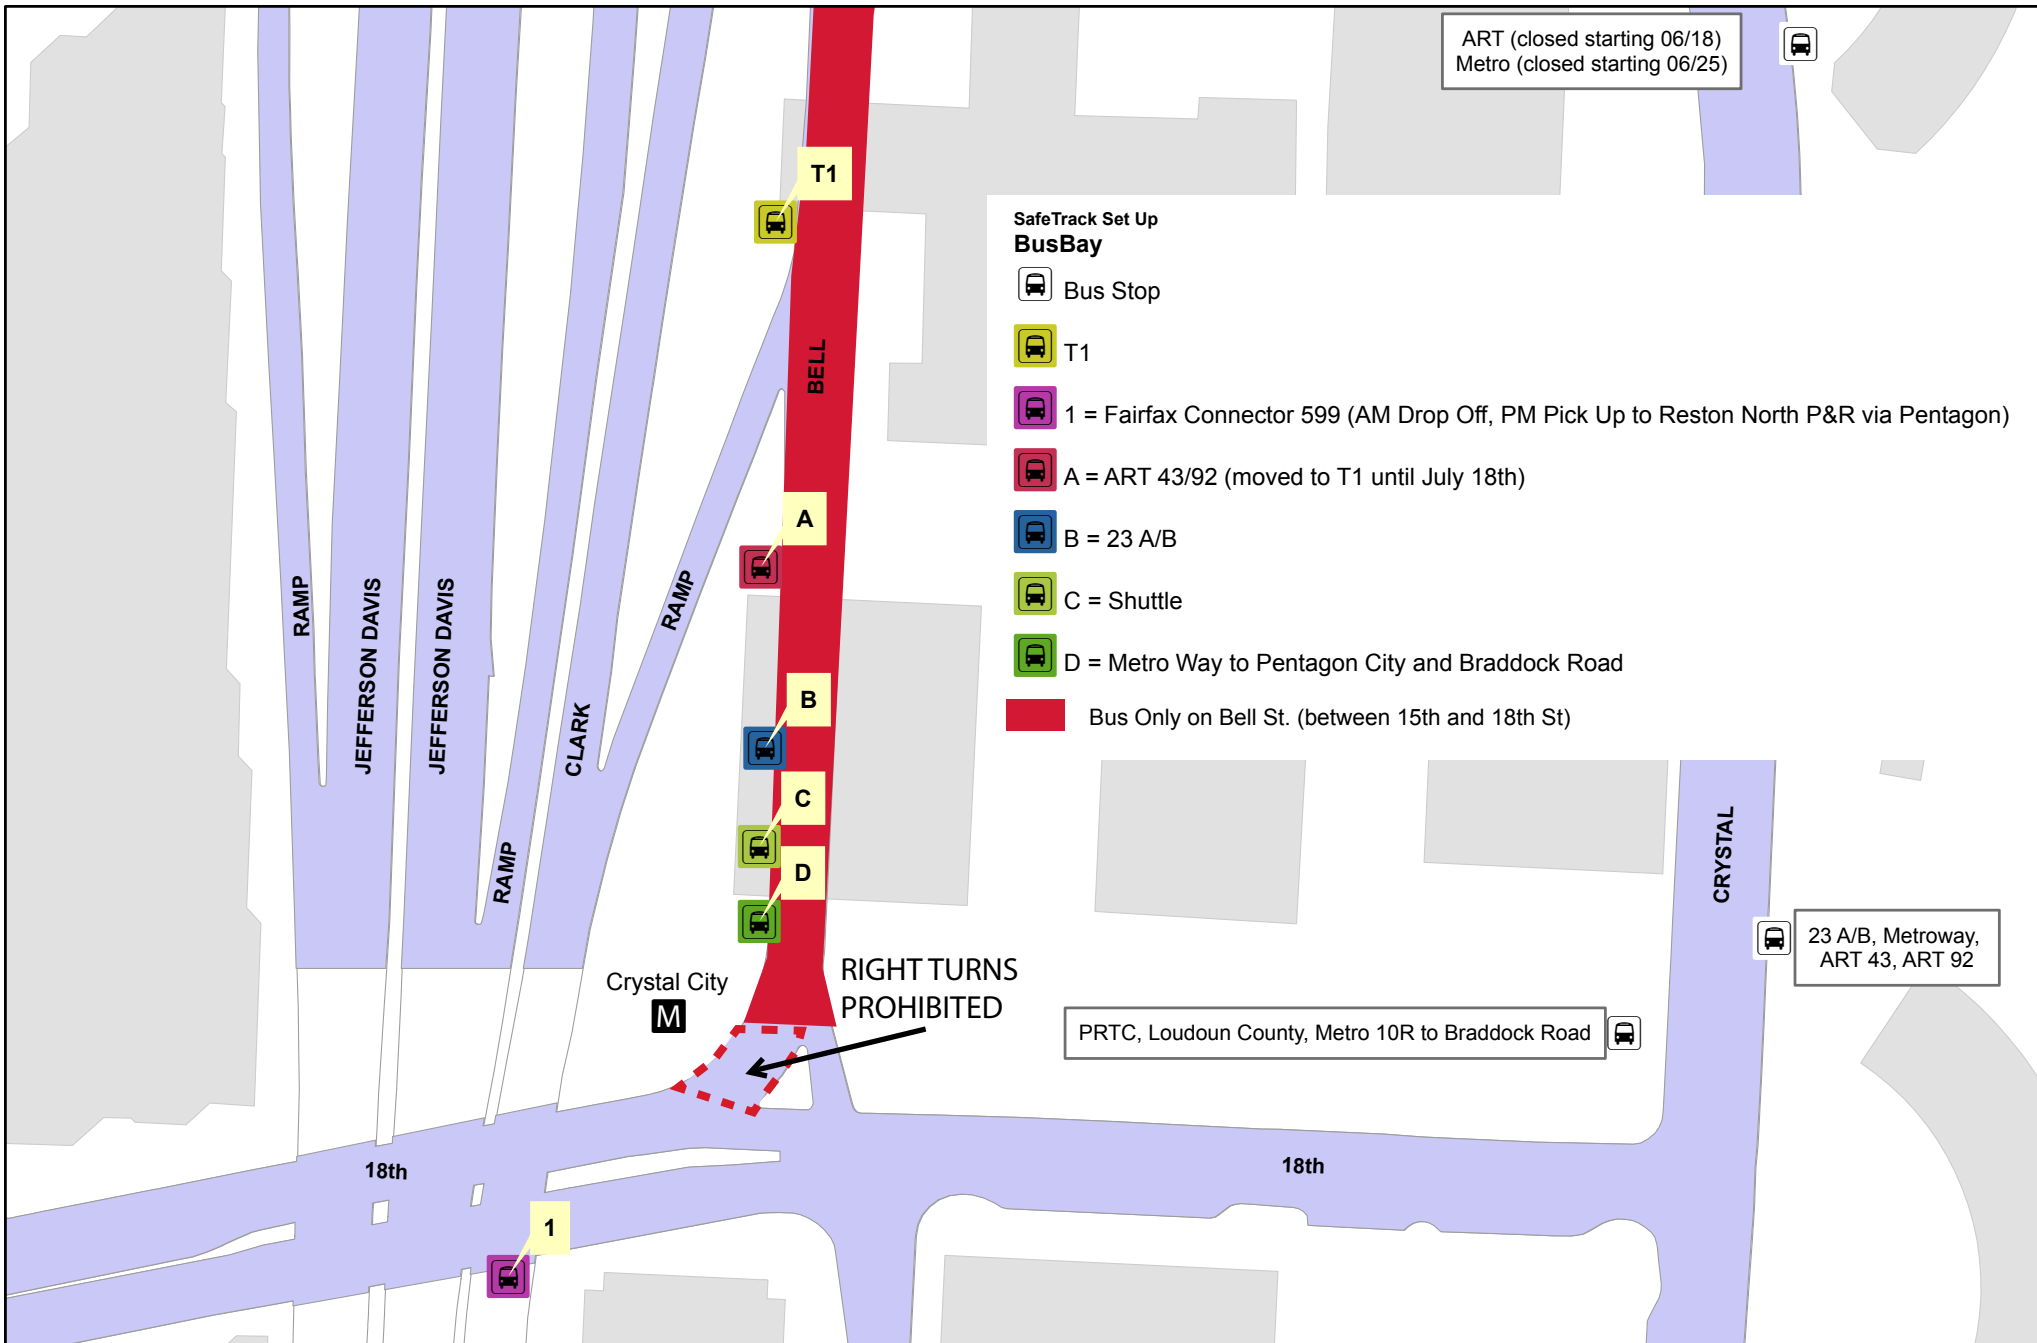 ART (closed starting 06/18)
Metro (closed starting 06/25)
T1
SafeTrack Set Up
BusBay
Bus Stop
T1
1 = Fairfax Connector 599 (AM Drop Off, PM Pick Up to Reston North P&R via Pentagon)
A = ART 43/92 (moved to T1 until July 18th)
B = 23 A/B
C = Shuttle
D = Metro Way to Pentagon City and Braddock Road
Bus Only on Bell St. (between 15th and 18th St)
BELL
A
RAMP
JEFFERSON DAVIS
JEFFERSON DAVIS
RAMP
CLARK
RAMP
B
C
D
CRYSTAL
23 A/B, Metroway,
ART 43, ART 92
Crystal City
M
RIGHT TURNS
PROHIBITED
PRTC, Loudoun County, Metro 10R to Braddock Road
18th
18th
1